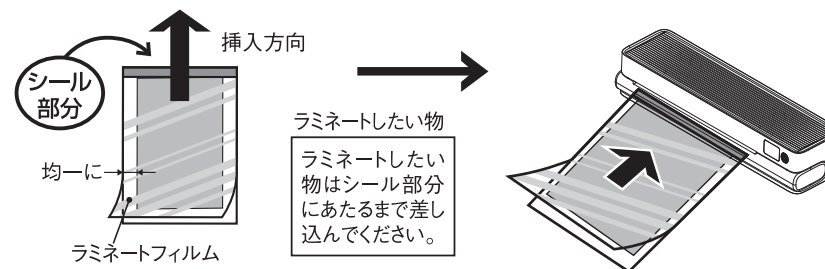 シール
部分
挿入方向
均一に
ラミネートフィルム
ラミネートしたい物
ラミネートしたい
物はシール部分
にあたるまで差し
込んでください。